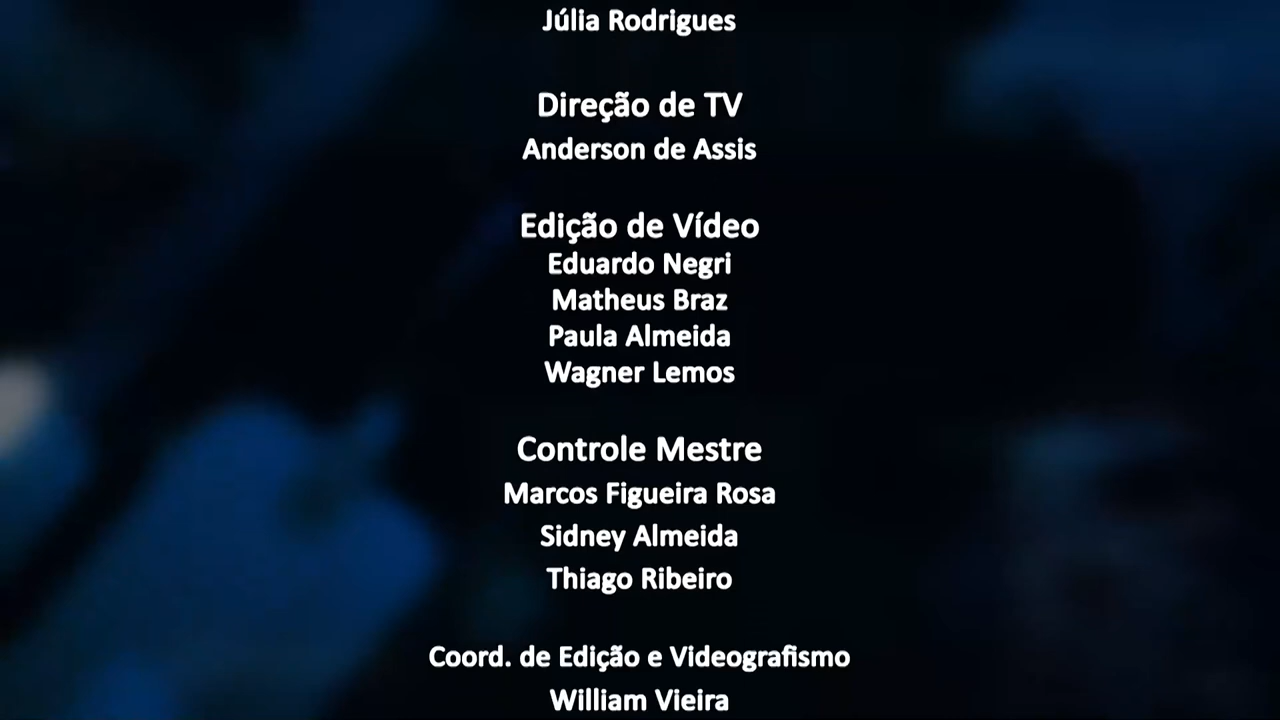 Júlia Rodrigues
Direção de TV
Anderson de Assis
Edição de Vídeo
Eduardo Negri
Matheus Braz
Paula Almeida
Wagner Lemos
Controle Mestre
Marcos Figueira Rosa
Sidney Almeida
Thiago Ribeiro
Coord. de Edição e Videografismo
William Vieira